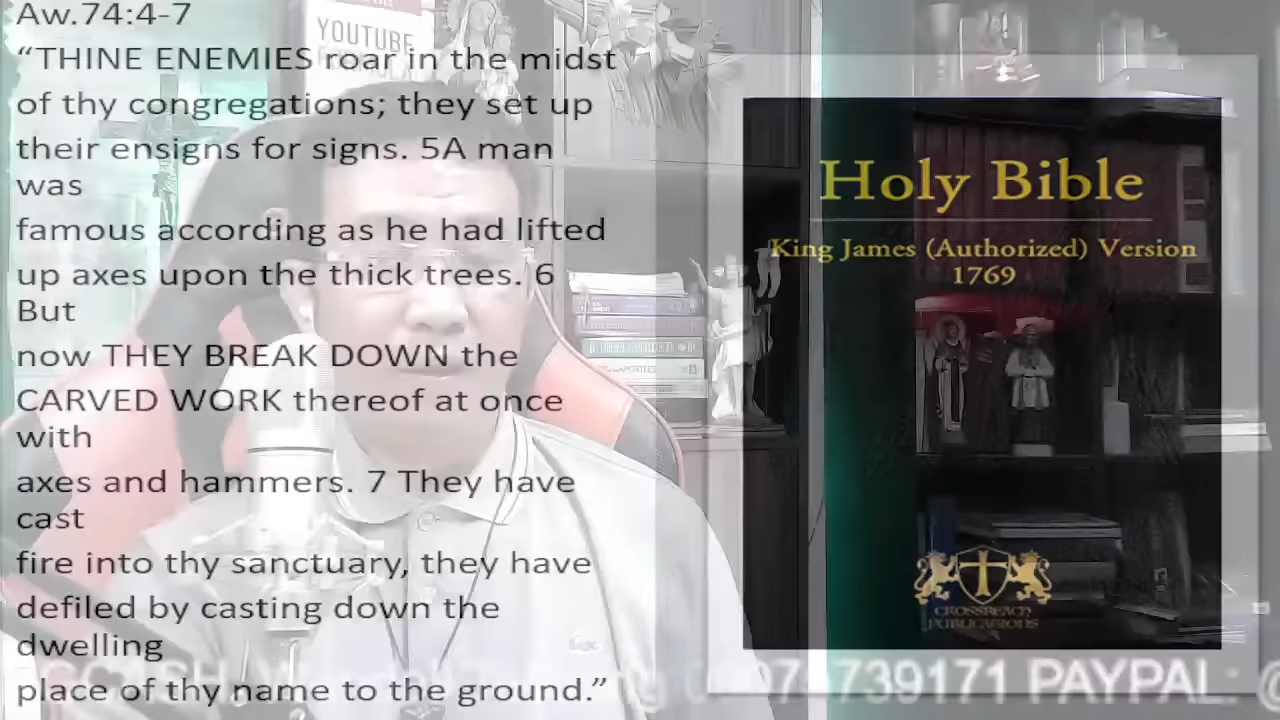 Aw.74:4-7
“THINE ENEMIES roar in the midst
of thy congregations; they set up
their ensigns for signs. 5A man
was
famous according as he had lifted
up axes upon the thick trees. 6
But
now THEY BREAK DOWN the
CARVED WORK thereof at once
with
axes and hammers. 7 They have
cast
fire into thy sanctuary, they have
defiled by casting down the
dwelling
place of thy name to the ground.”
YOUTUBE
Holy Bible
King James (Authorized) Version
1769
CROSSREACH
PUBLICATIONS
739171 PAYPAL: @